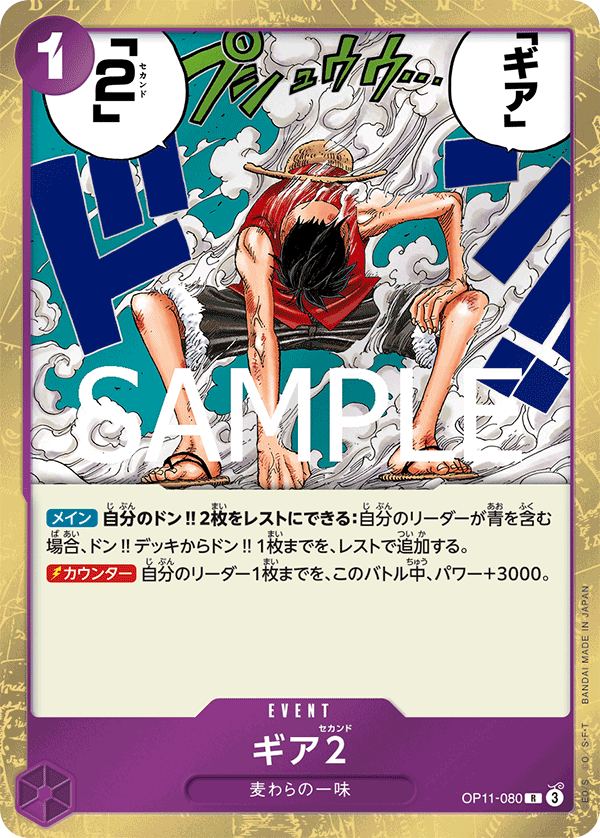 1
「ギア」
「2」
セカンド
プシュウウ…
ドン!!
SAMPLE
メイン 自分のドン!!2枚をレストにできる:自分のリーダーが青を含む
場合、ドン!!デッキからドン!!1枚までを、レストで追加する。
カウンター 自分のリーダー1枚までを、このバトル中、パワー+3000。
EVENT
セカンド
ギア2
麦わらの一味
OP11-080 R 3
©E.O./S. ©O./S・F・T BANDAI MADE IN JAPAN